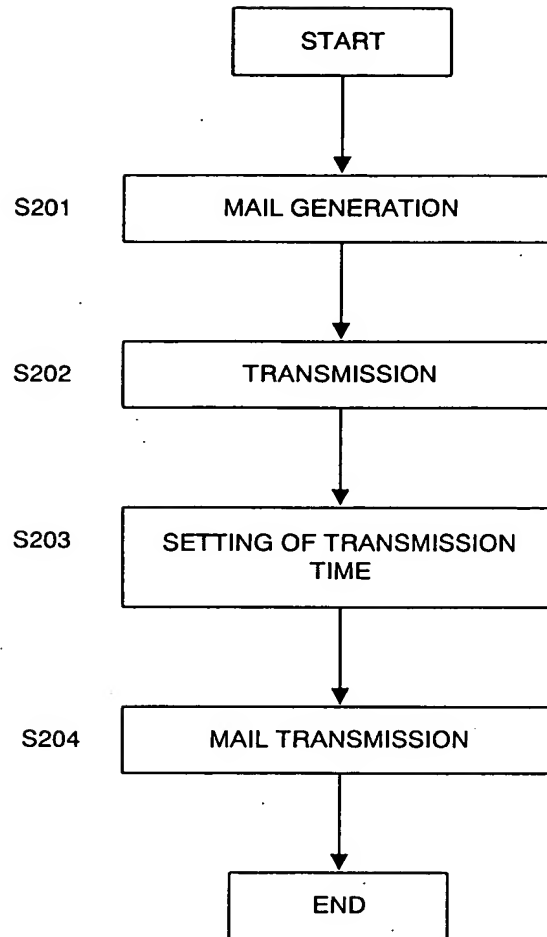 START
S201
MAIL GENERATION
S202
TRANSMISSION
S203
SETTING OF TRANSMISSION
TIME
S204
MAIL TRANSMISSION
END